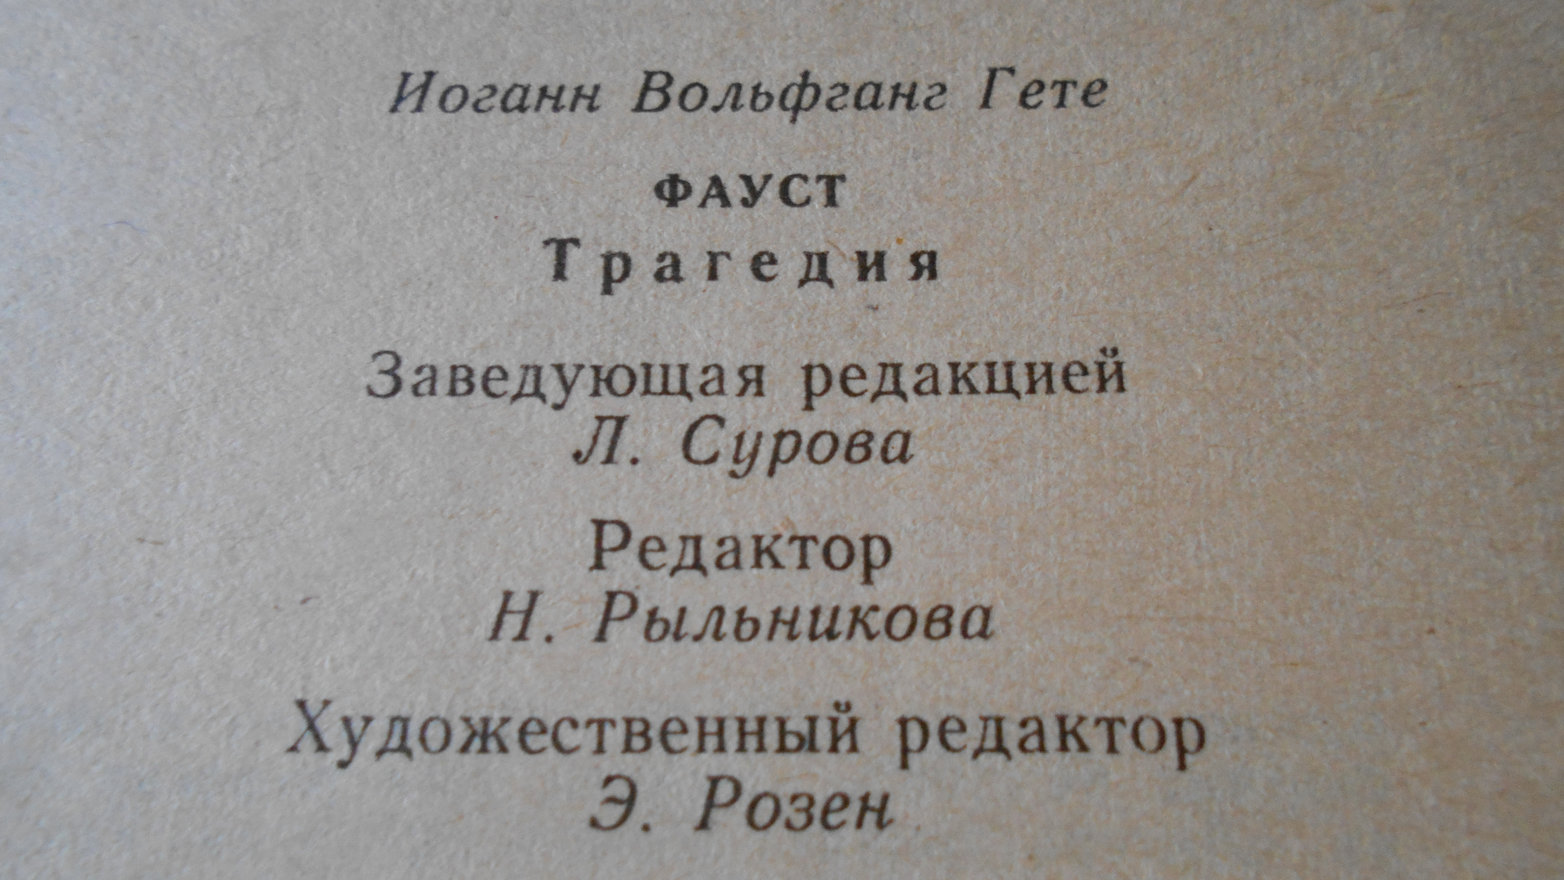 Иоганн Вольфганг Гете
ФАУСТ
Трагедия
Заведующая редакцией
Л. Сурова
Редактор
Н. Рыльникова
Художественный редактор
Э. Розен